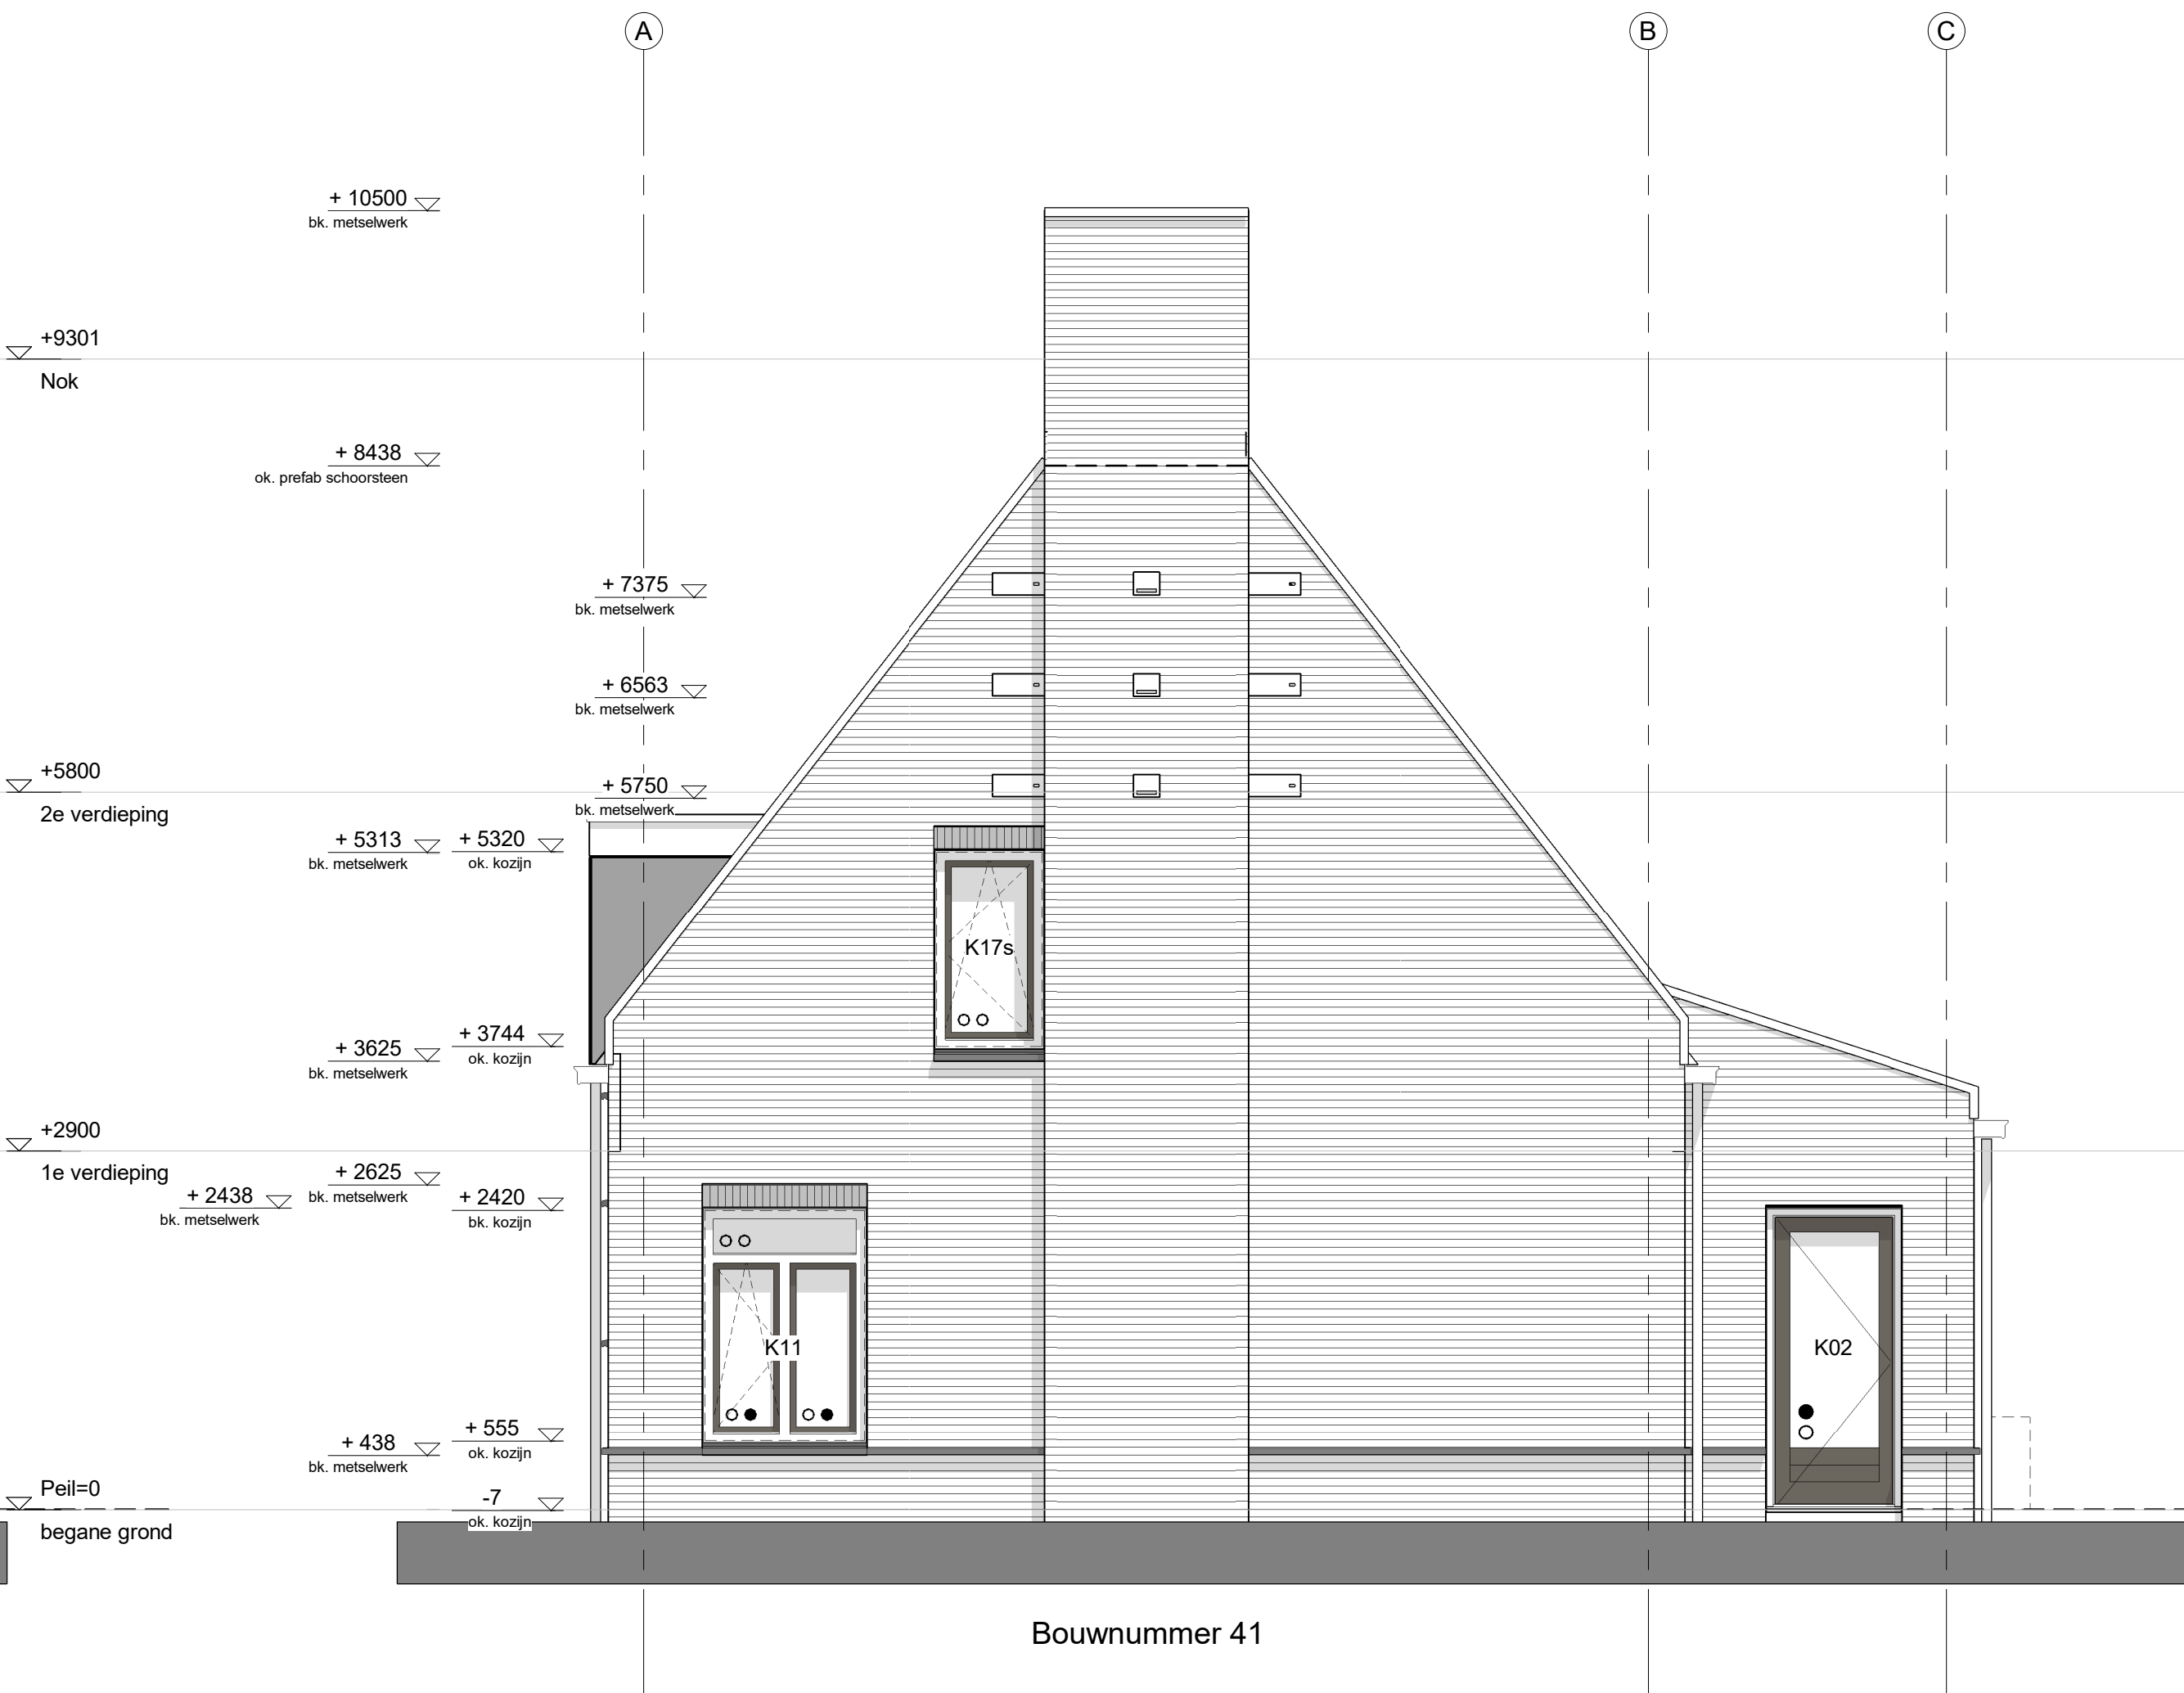 A
B
C
+ 10500
bk. metselwerk
+9301
Nok
+ 8438
ok. prefab schoorsteen
+ 7375
bk. metselwerk
+ 6563
bk. metselwerk
+5800
2e verdieping
+ 5750
bk. metselwerk
+ 5313
bk. metselwerk
+ 5320
ok. kozijn
K17s
+ 3744
ok. kozijn
+ 3625
bk. metselwerk
+2900
1e verdieping
+ 2625
bk. metselwerk
+ 2438
bk. metselwerk
+ 2420
bk. kozijn
K11
K02
+ 555
ok. kozijn
+ 438
bk. metselwerk
Peil=0
begane grond
-7
ok. kozijn
Bouwnummer 41